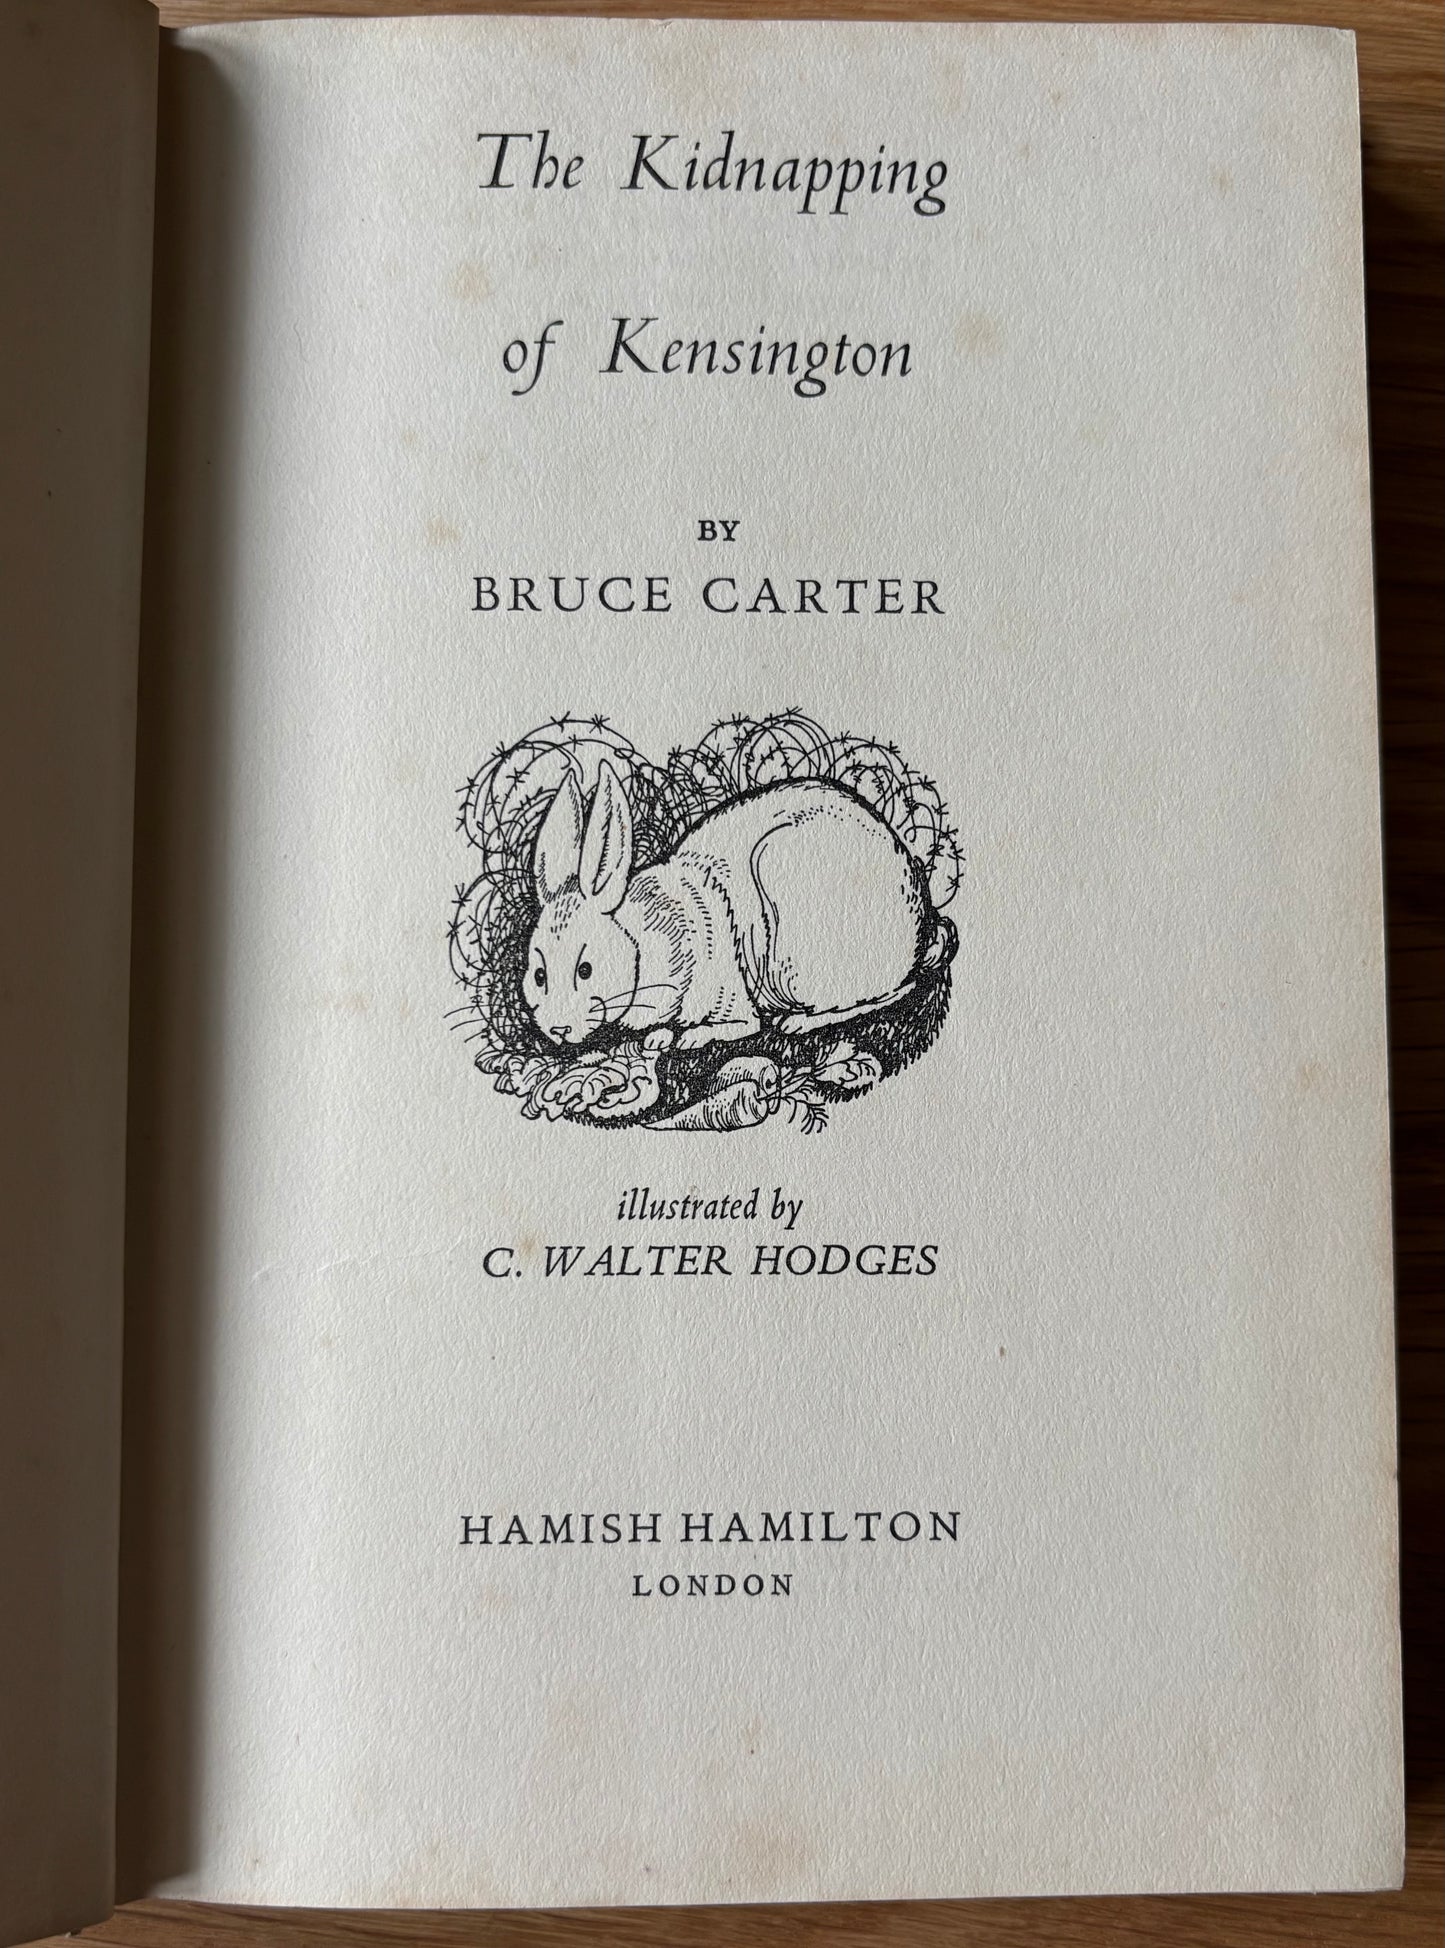 The Kidnapping
of Kensington
BY
BRUCE CARTER
illustrated by
C. WALTER HODGES
HAMISH HAMILTON
LONDON